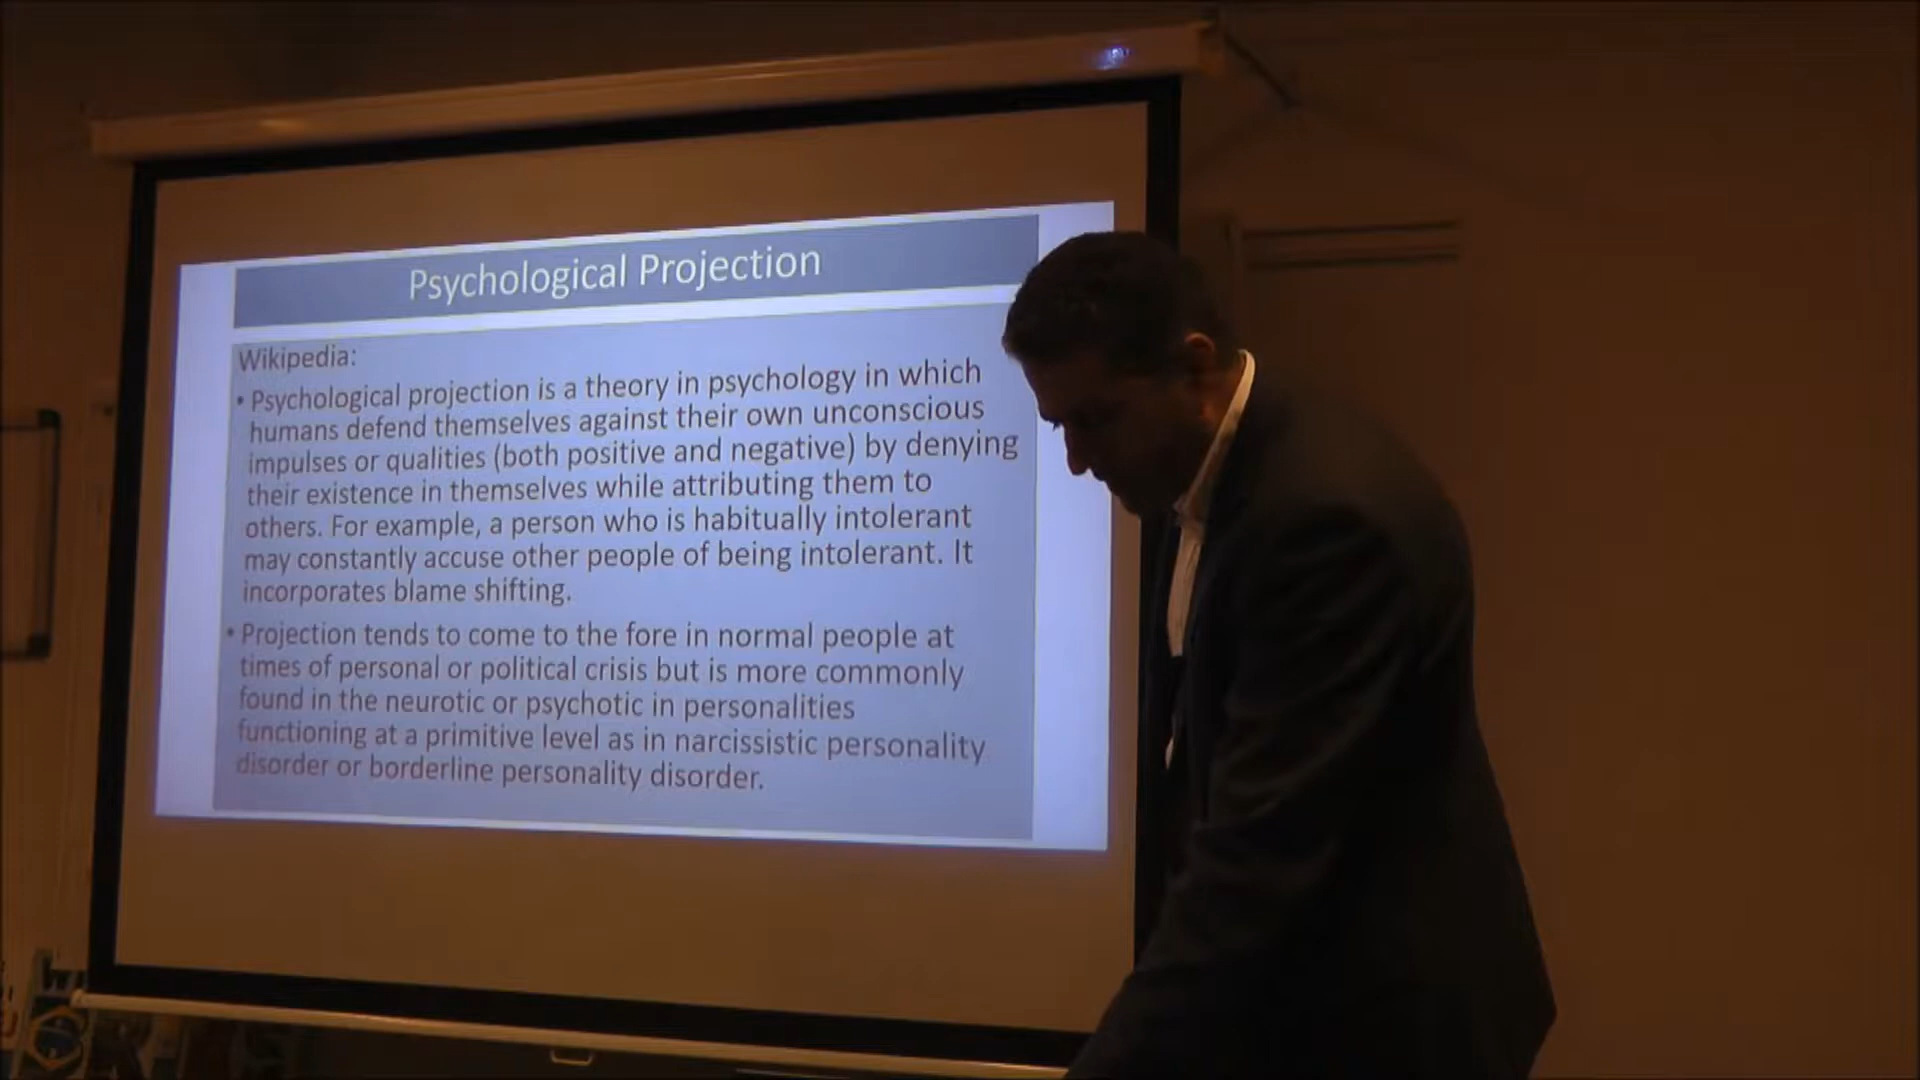 Psychological Projection
Wikipedia:
• Psychological projection is a theory in psychology in which
humans defend themselves against their own unconscious
impulses or qualities (both positive and negative) by denying
their existence in themselves while attributing them to
others. For example, a person who is habitually intolerant
may constantly accuse other people of being intolerant. It
incorporates blame shifting.
• Projection tends to come to the fore in normal people at
times of personal or political crisis but is more commonly
found in the neurotic or psychotic in personalities
functioning at a primitive level as in narcissistic personality
disorder or borderline personality disorder.